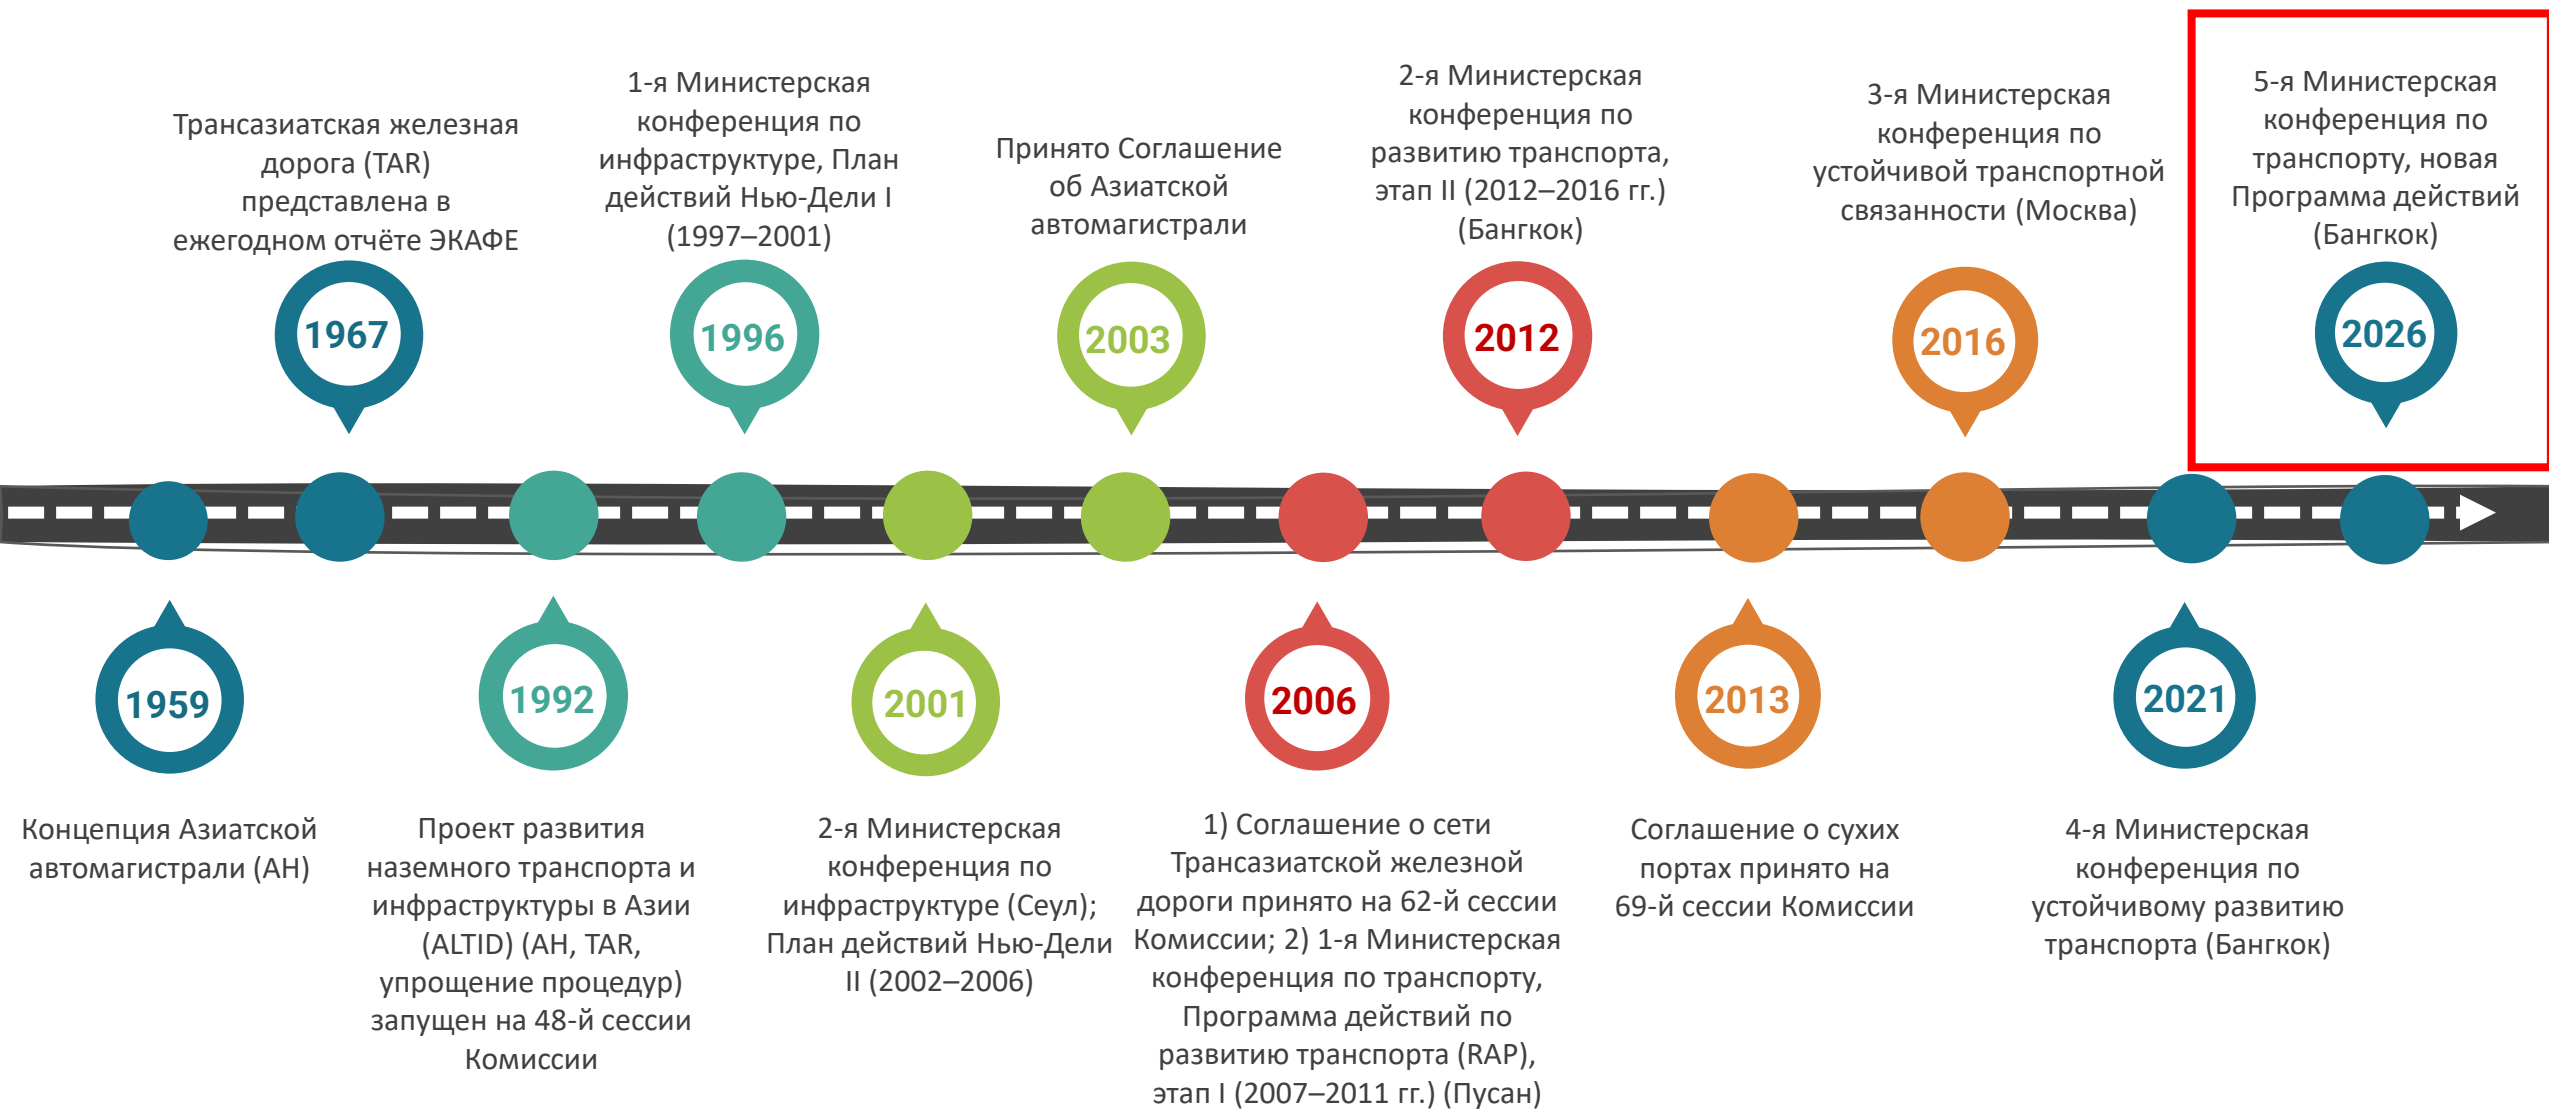 Трансазиатская железная
дорога (TAR)
представлена в
ежегодном отчёте ЭКАФЕ
1967
1-я Министерская
конференция по
инфраструктуре, План
действий Нью-Дели I
(1997–2001)
1996
Принято Соглашение
об Азиатской
автомагистрали
2003
2-я Министерская
конференция по
развитию транспорта,
этап II (2012–2016 гг.)
(Бангкок)
2012
3-я Министерская
конференция по
устойчивой транспортной
связанности (Москва)
2016
5-я Министерская
конференция по
транспорту, новая
Программа действий
(Бангкок)
2026
1959
Концепция Азиатской
автомагистрали (АН)
1992
Проект развития
наземного транспорта и
инфраструктуры в Азии
(ALTID) (АН, TAR,
упрощение процедур)
запущен на 48-й сессии
Комиссии
2001
2-я Министерская
конференция по
инфраструктуре (Сеул);
План действий Нью-Дели
II (2002–2006)
2006
1) Соглашение о сети
Трансазиатской железной
дороги принято на 62-й сессии
Комиссии; 2) 1-я Министерская
конференция по транспорту,
Программа действий по
развитию транспорта (RAP),
этап I (2007–2011 гг.) (Пусан)
2013
Соглашение о сухих
портах принято на
69-й сессии Комиссии
2021
4-я Министерская
конференция по
устойчивому развитию
транспорта (Бангкок)